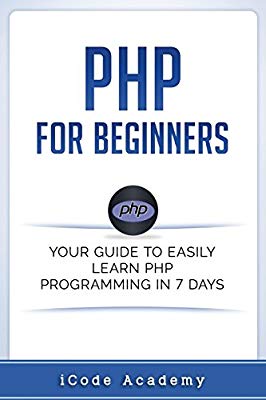 PHP
FOR BEGINNERS
php
YOUR GUIDE TO EASILY
LEARN PHP
PROGRAMMING IN 7 DAYS
iCode Academy